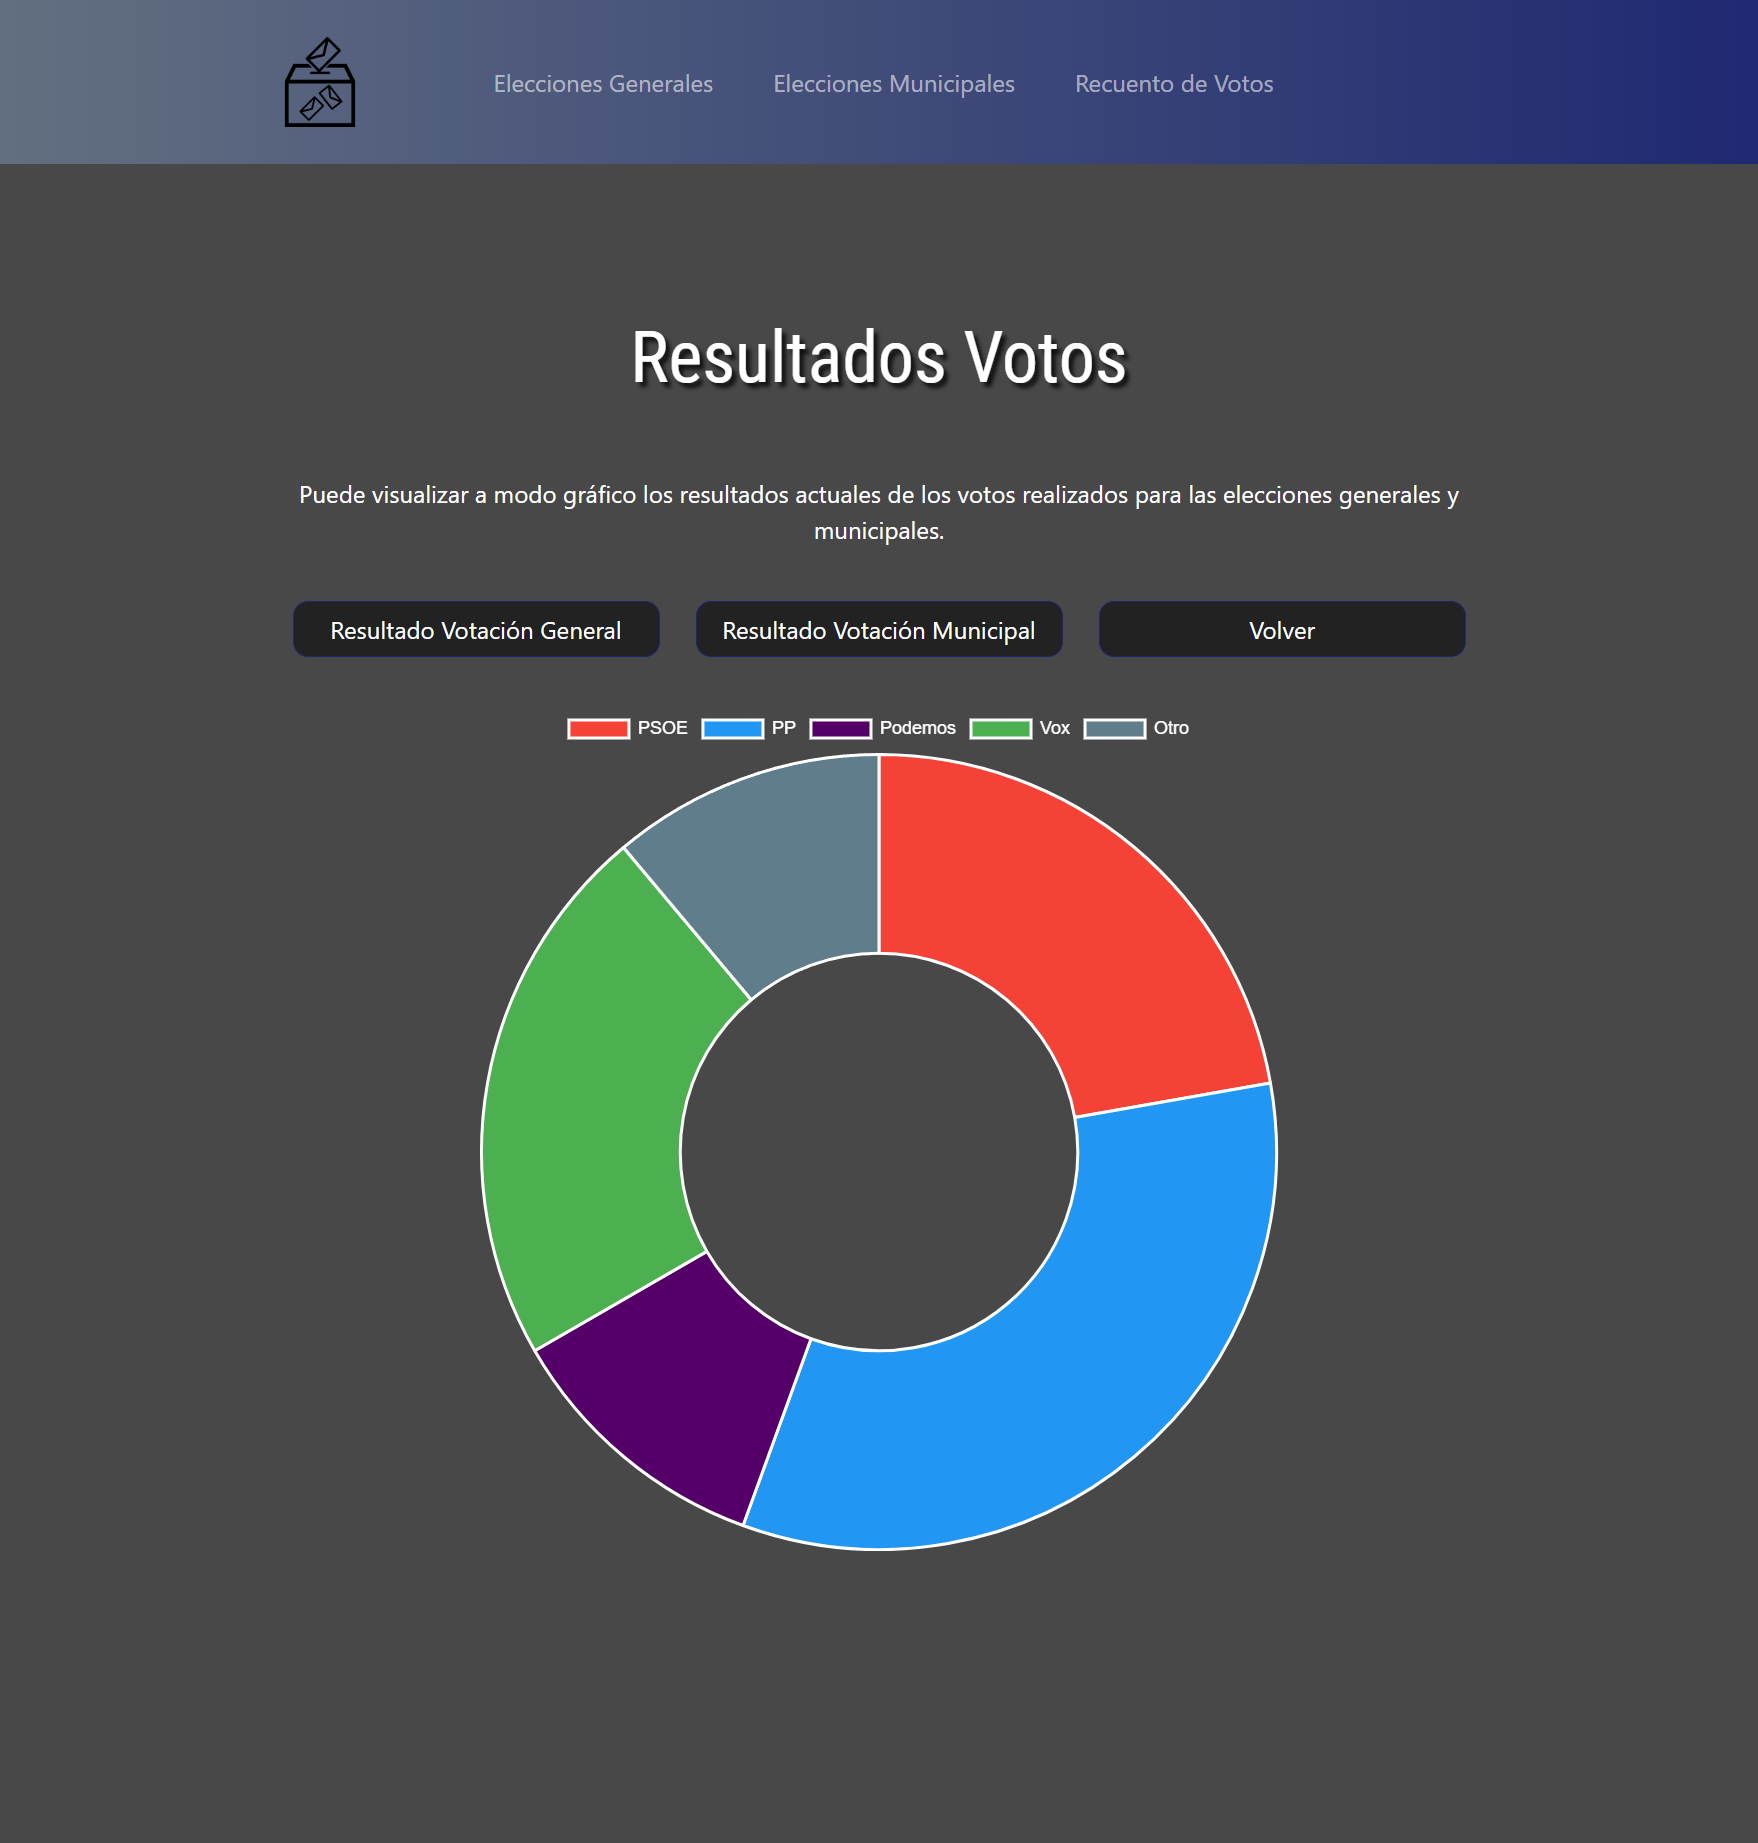 Elecciones Generales
Elecciones Municipales
Recuento de Votos
Resultados Votos
Puede visualizar a modo gráfico los resultados actuales de los votos realizados para las elecciones generales y
municipales.
Resultado Votación General
Resultado Votación Municipal
Volver
PSOE
PP
Podemos
Vox
Otro